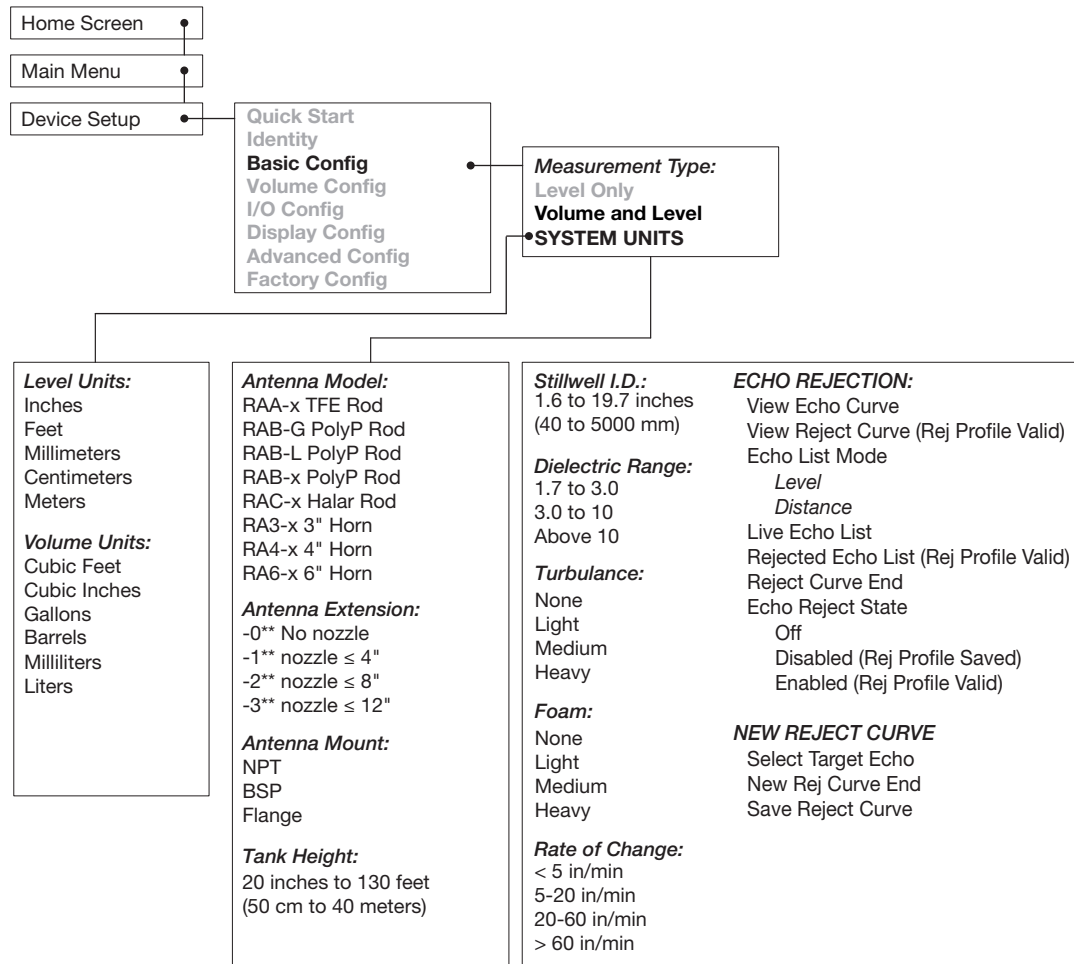 Home Screen
Main Menu
Device Setup
Quick Start
Identity
Basic Config
Volume Config
I/O Config
Display Config
Advanced Config
Factory Config
Measurement Type:
Level Only
Volume and Level
SYSTEM UNITS
Level Units:
Inches
Feet
Millimeters
Centimeters
Meters
Volume Units:
Cubic Feet
Cubic Inches
Gallons
Barrels
Milliliters
Liters
Antenna Model:
RAA-x TFE Rod
RAB-G PolyP Rod
RAB-L PolyP Rod
RAB-x PolyP Rod
RAC-x Halar Rod
RA3-x 3" Horn
RA4-x 4" Horn
RA6-x 6" Horn
Antenna Extension:
-0** No nozzle
-1** nozzle ≤ 4"
-2** nozzle ≤ 8"
-3** nozzle ≤ 12"
Antenna Mount:
NPT
BSP
Flange
Tank Height:
20 inches to 130 feet
(50 cm to 40 meters)
Stillwell I.D.:
1.6 to 19.7 inches
(40 to 5000 mm)
Dielectric Range:
1.7 to 3.0
3.0 to 10
Above 10
Turbulance:
None
Light
Medium
Heavy
Foam:
None
Light
Medium
Heavy
Rate of Change:
< 5 in/min
5-20 in/min
20-60 in/min
> 60 in/min
ECHO REJECTION:
View Echo Curve
View Reject Curve (Rej Profile Valid)
Echo List Mode
Level
Distance
Live Echo List
Rejected Echo List (Rej Profile Valid)
Reject Curve End
Echo Reject State
Off
Disabled (Rej Profile Saved)
Enabled (Rej Profile Valid)
NEW REJECT CURVE
Select Target Echo
New Rej Curve End
Save Reject Curve